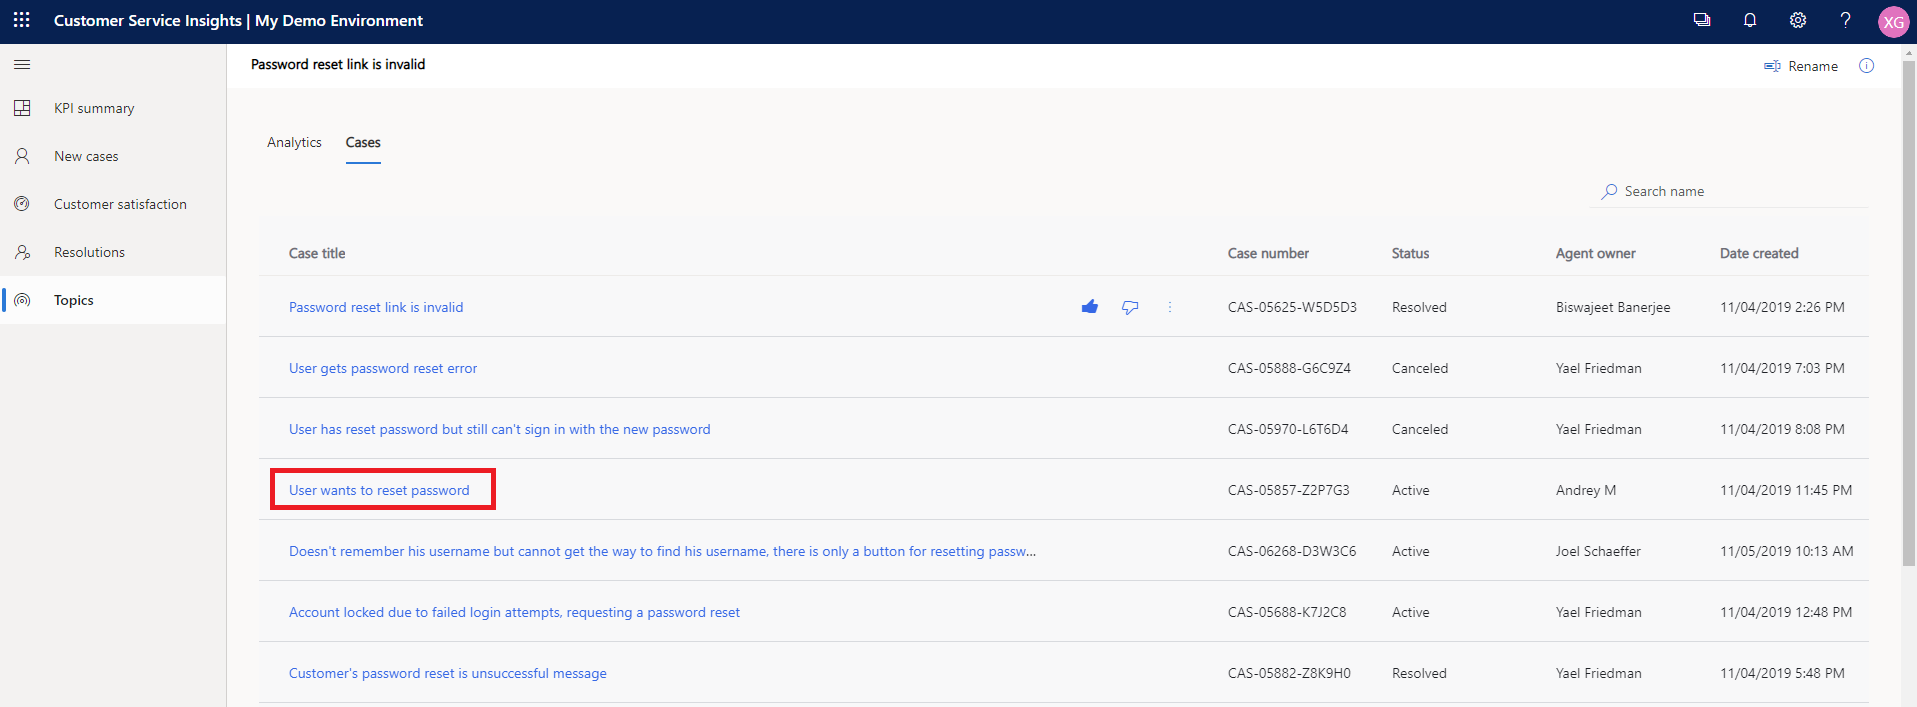 Customer Service Insights | My Demo Environment
XG
Password reset link is invalid
Rename
KPI summary
New cases
Customer satisfaction
Resolutions
Topics
Analytics Cases
Search name
Case title Case number Status Agent owner Date created
Password reset link is invalid CAS-05625-W5D5D3 Resolved Biswajeet Banerjee 11/04/2019 2:26 PM
User gets password reset error CAS-05888-G6C9Z4 Canceled Yael Friedman 11/04/2019 7:03 PM
User has reset password but still can't sign in with the new password CAS-05970-L6T6D4 Canceled Yael Friedman 11/04/2019 8:08 PM
User wants to reset password CAS-05857-Z2P7G3 Active Andrey M 11/04/2019 11:45 PM
Doesn't remember his username but cannot get the way to find his username, there is only a button for resetting passw... CAS-06268-D3W3C6 Active Joel Schaeffer 11/05/2019 10:13 AM
Account locked due to failed login attempts, requesting a password reset CAS-05688-K7J2C8 Active Yael Friedman 11/04/2019 12:48 PM
Customer's password reset is unsuccessful message CAS-05882-Z8K9H0 Resolved Yael Friedman 11/04/2019 5:48 PM